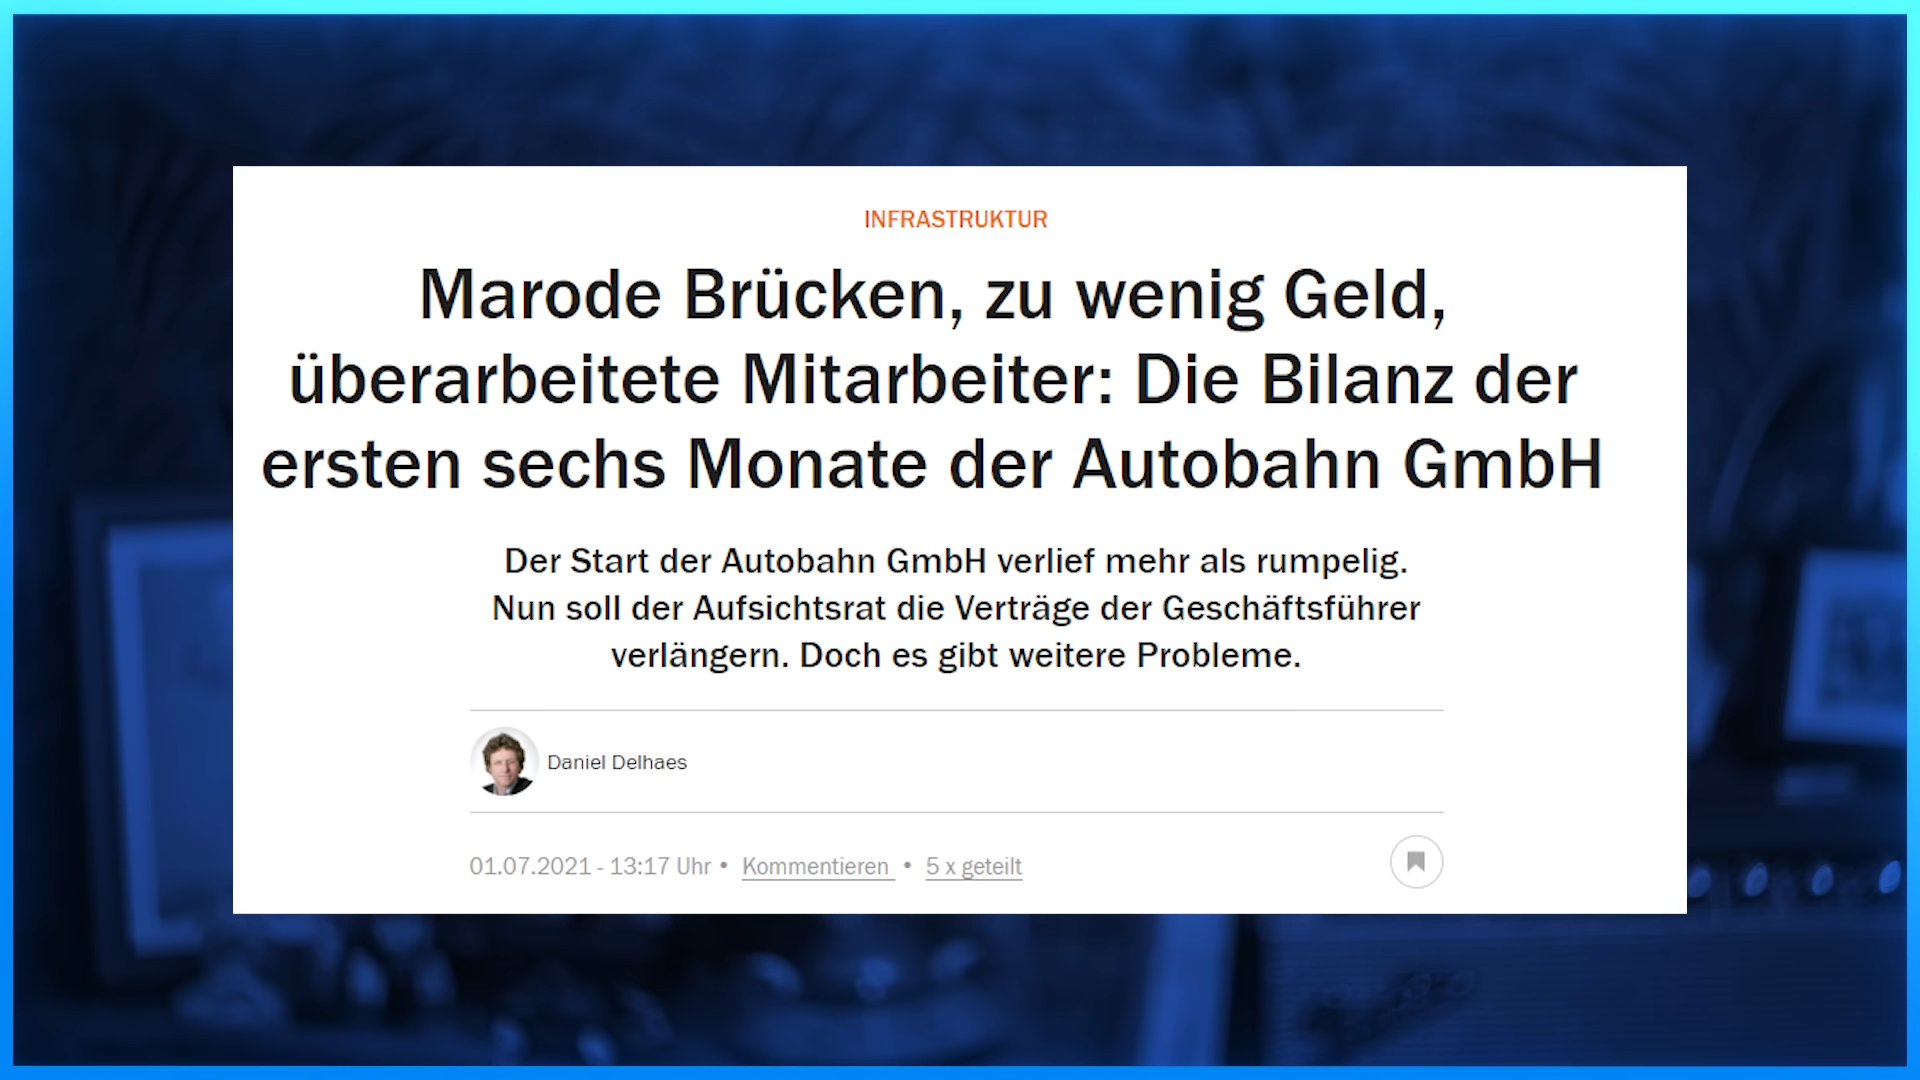 INFRASTRUKTUR
Marode Brücken, zu wenig Geld,
überarbeitete Mitarbeiter: Die Bilanz der
ersten sechs Monate der Autobahn GmbH
Der Start der Autobahn GmbH verlief mehr als rumpelig.
Nun soll der Aufsichtsrat die Verträge der Geschäftsführer
verlängern. Doch es gibt weitere Probleme.
Daniel Delhaes
01.07.2021 - 13:17 Uhr • Kommentieren • 5 x geteilt